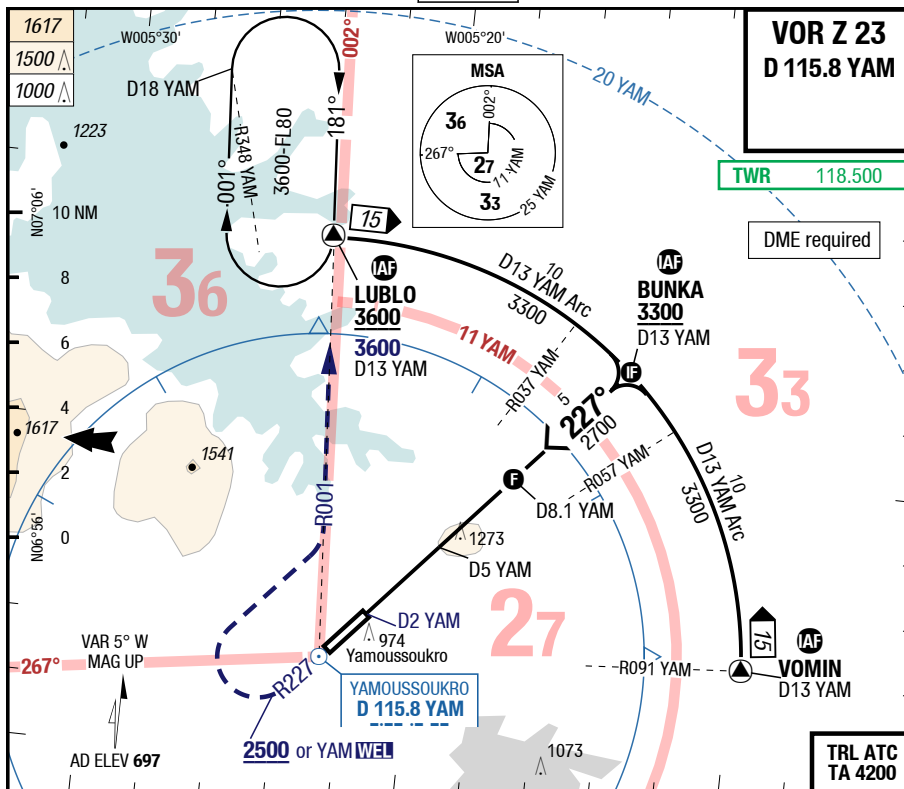 1617
1500
1000
W005°30'
W005°20'
VOR Z 23
D 115.8 YAM
TWR 118.500
DME required
MSA
002°
36
267°
27
11 YAM
33
25 YAM
20 YAM
002°
D18 YAM
R348 YAM
001°
3600-FL80
181°
1223
N07°06'
10 NM
8
6
4
2
0
N06°56'
36
15
IAF
LUBLO
3600
3600
D13 YAM
10
D13 YAM Arc
3300
IAF
BUNKA
3300
D13 YAM
IF
33
11 YAM
R037 YAM
5
227°
2700
R057 YAM
10
D13 YAM Arc
3300
1617
1541
R001
F
D8.1 YAM
1273
D5 YAM
27
D2 YAM
974
Yamoussoukro
VAR 5° W
MAG UP
267°
R227
YAMOUSSOUKRO
D 115.8 YAM
R091 YAM
15
IAF
VOMIN
D13 YAM
AD ELEV 697
2500 or YAM WEL
1073
TRL ATC
TA 4200